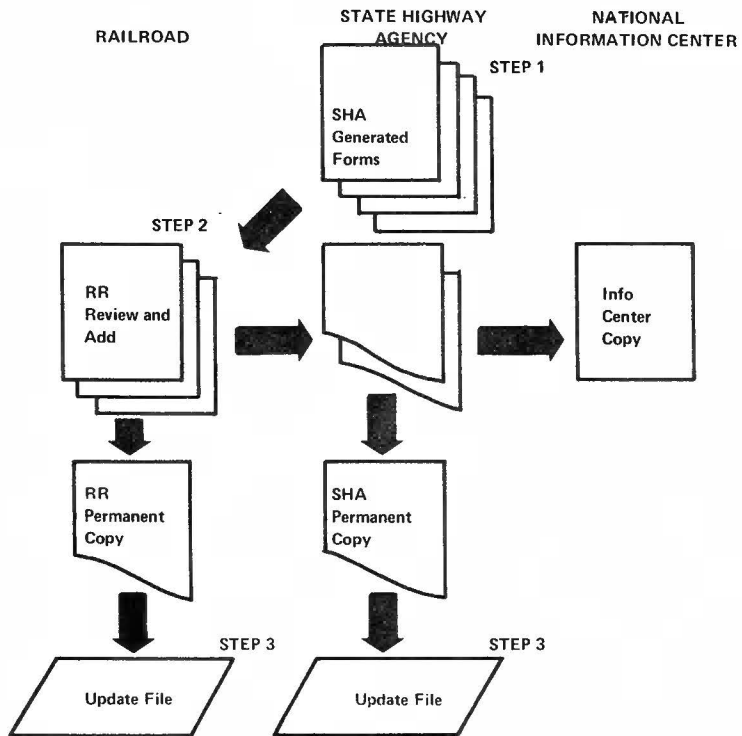 RAILROAD
STATE HIGHWAY
AGENCY
NATIONAL
INFORMATION CENTER
STEP 1
SHA
Generated
Forms
STEP 2
RR
Review and
Add
Info
Center
Copy
RR
Permanent
Copy
SHA
Permanent
Copy
STEP 3
Update File
STEP 3
Update File